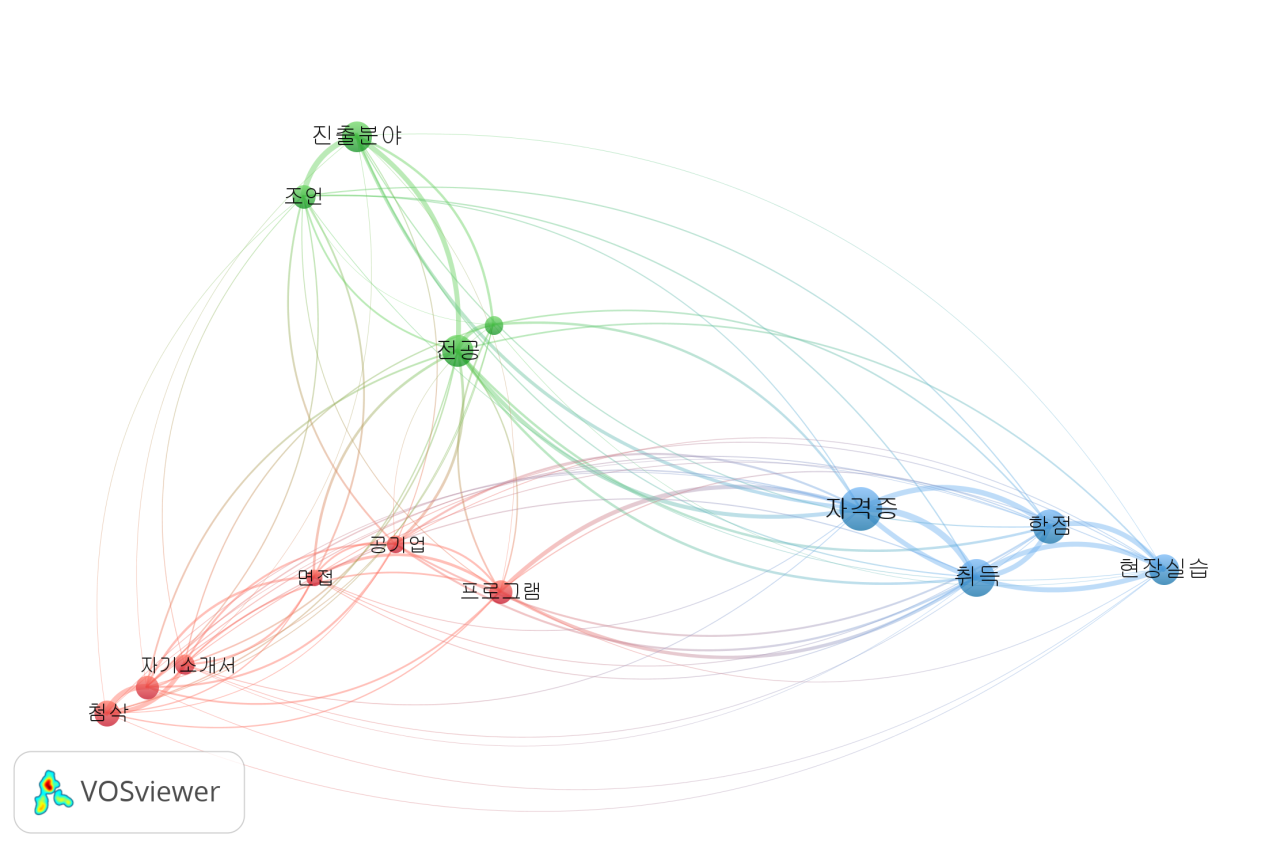 진출분야
조언
전공
자격증
학점
공기업
현장실습
취득
면접
프로그램
자기소개서
첨삭
VOSviewer